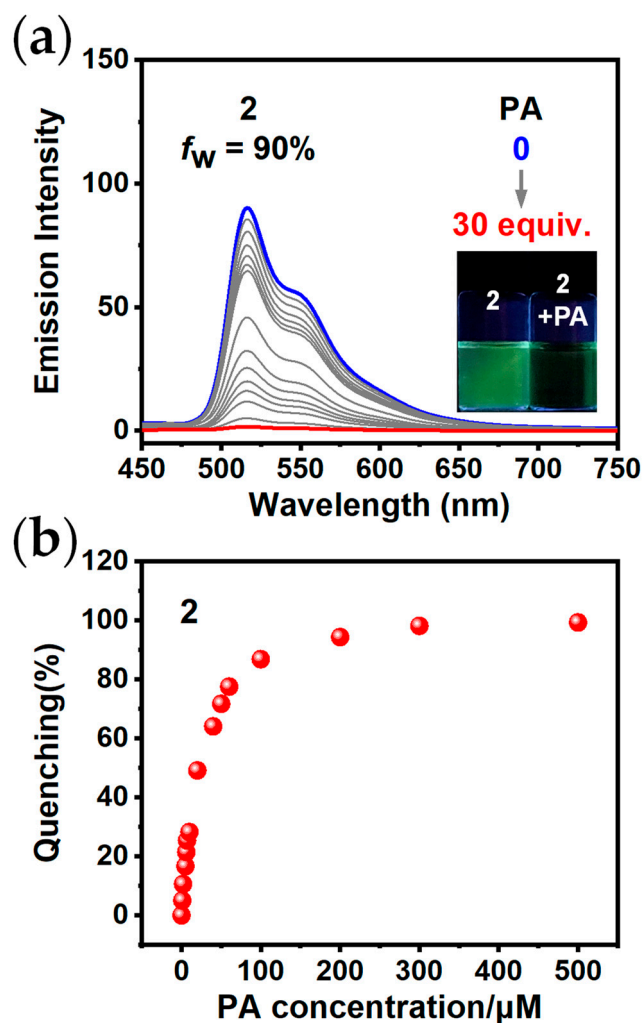 (a)
150
100
50
0
Emission Intensity
2
fw = 90%
PA
0
30 equiv.
2
2
+PA
450 500 550 600 650 700 750
Wavelength (nm)
(b)
120
100
80
60
40
20
0
Quenching(%)
2
0 100 200 300 400 500
PA concentration/μM